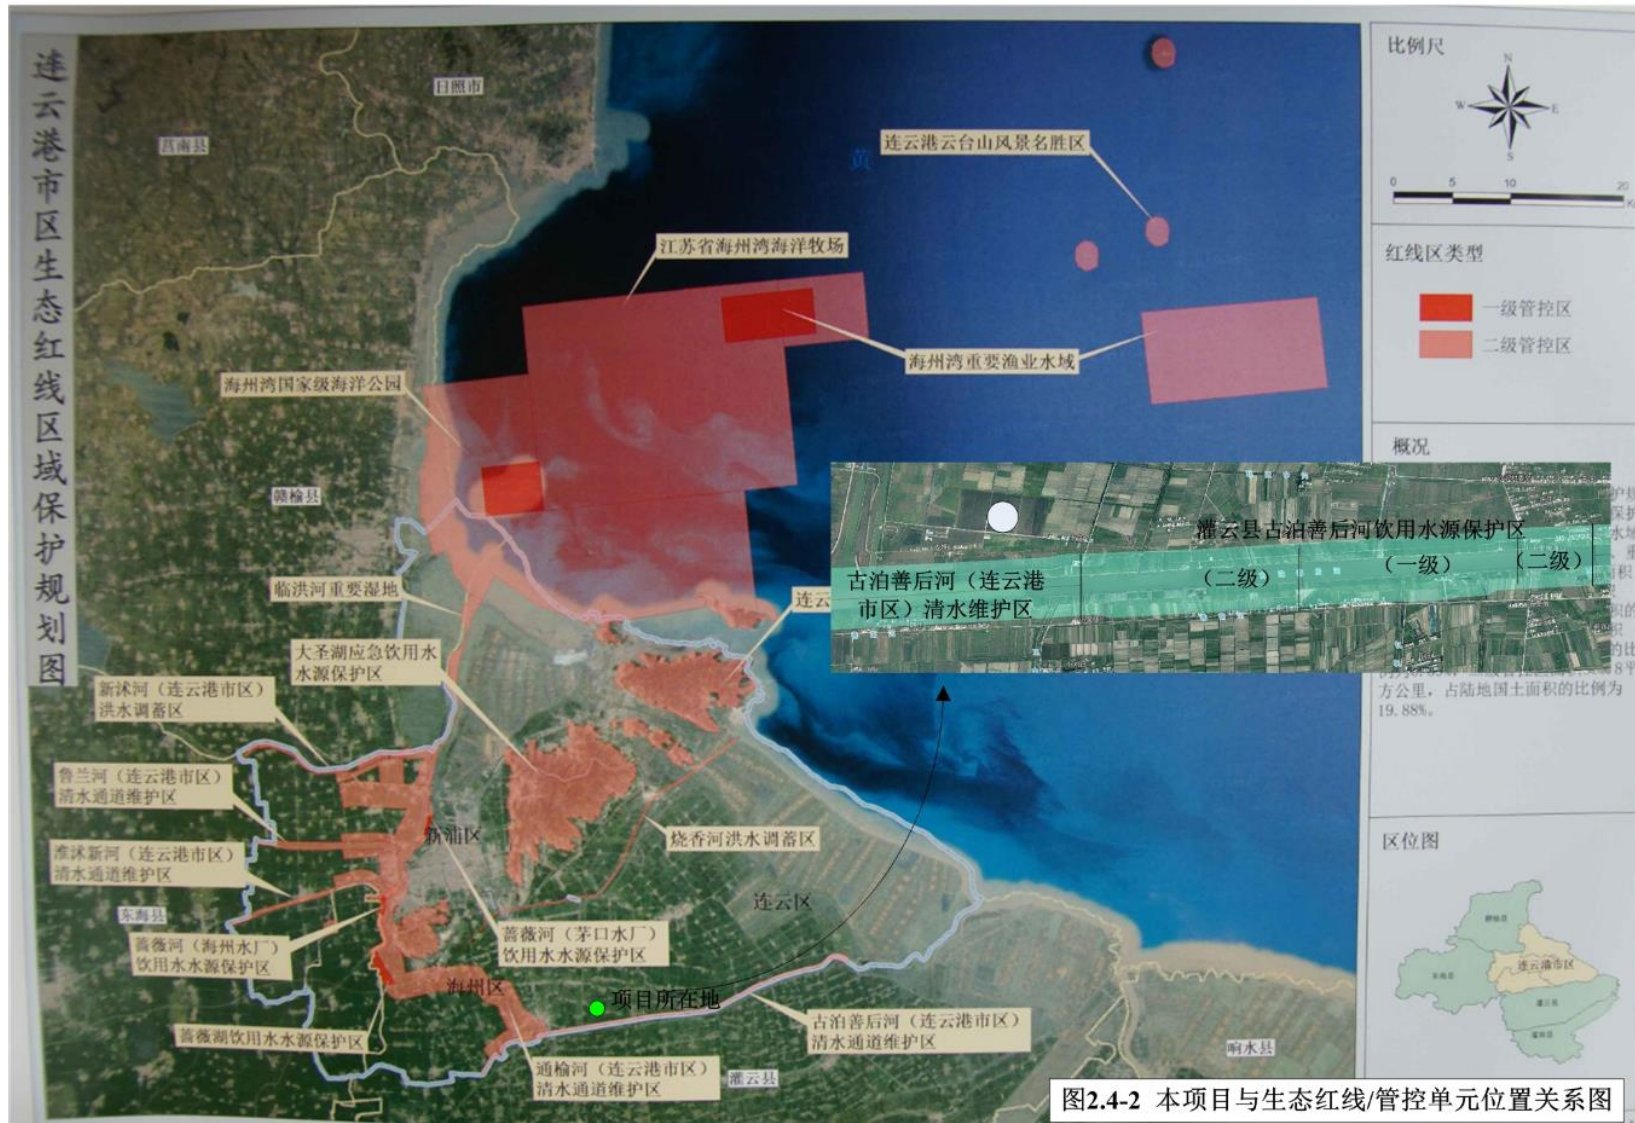 连云港市区生态红线区域保护规划图
日照市
莒南县
黄
连云港云台山风景名胜区
江苏省海州湾海洋牧场
海州湾重要渔业水域
海州湾国家级海洋公园
赣榆县
临洪河重要湿地
连云
大圣湖应急饮用水
水源保护区
新沭河（连云港市区）
洪水调蓄区
鲁兰河（连云港市区）
清水通道维护区
淮沭新河（连云港市区）
清水通道维护区
新浦区
烧香河洪水调蓄区
连云区
东海县
蔷薇河（海州水厂）
饮用水水源保护区
蔷薇河（茅口水厂）
饮用水水源保护区
海州区
项目所在地
蔷薇湖饮用水水源保护区
古泊善后河（连云港市区）
清水通道维护区
通榆河（连云港市区）
清水通道维护区
灌云县
响水县
灌云县古泊善后河饮用水源保护区
（二级）
（一级）
（二级）
古泊善后河（连云港
市区）清水维护区
比例尺
N
W
E
S
0 5 10 20
红线区类型
一级管控区
二级管控区
概况
方公里，占陆地国土面积的比例为
19.88%。
区位图
连云港市区
东海县
灌云县
图2.4-2 本项目与生态红线/管控单元位置关系图